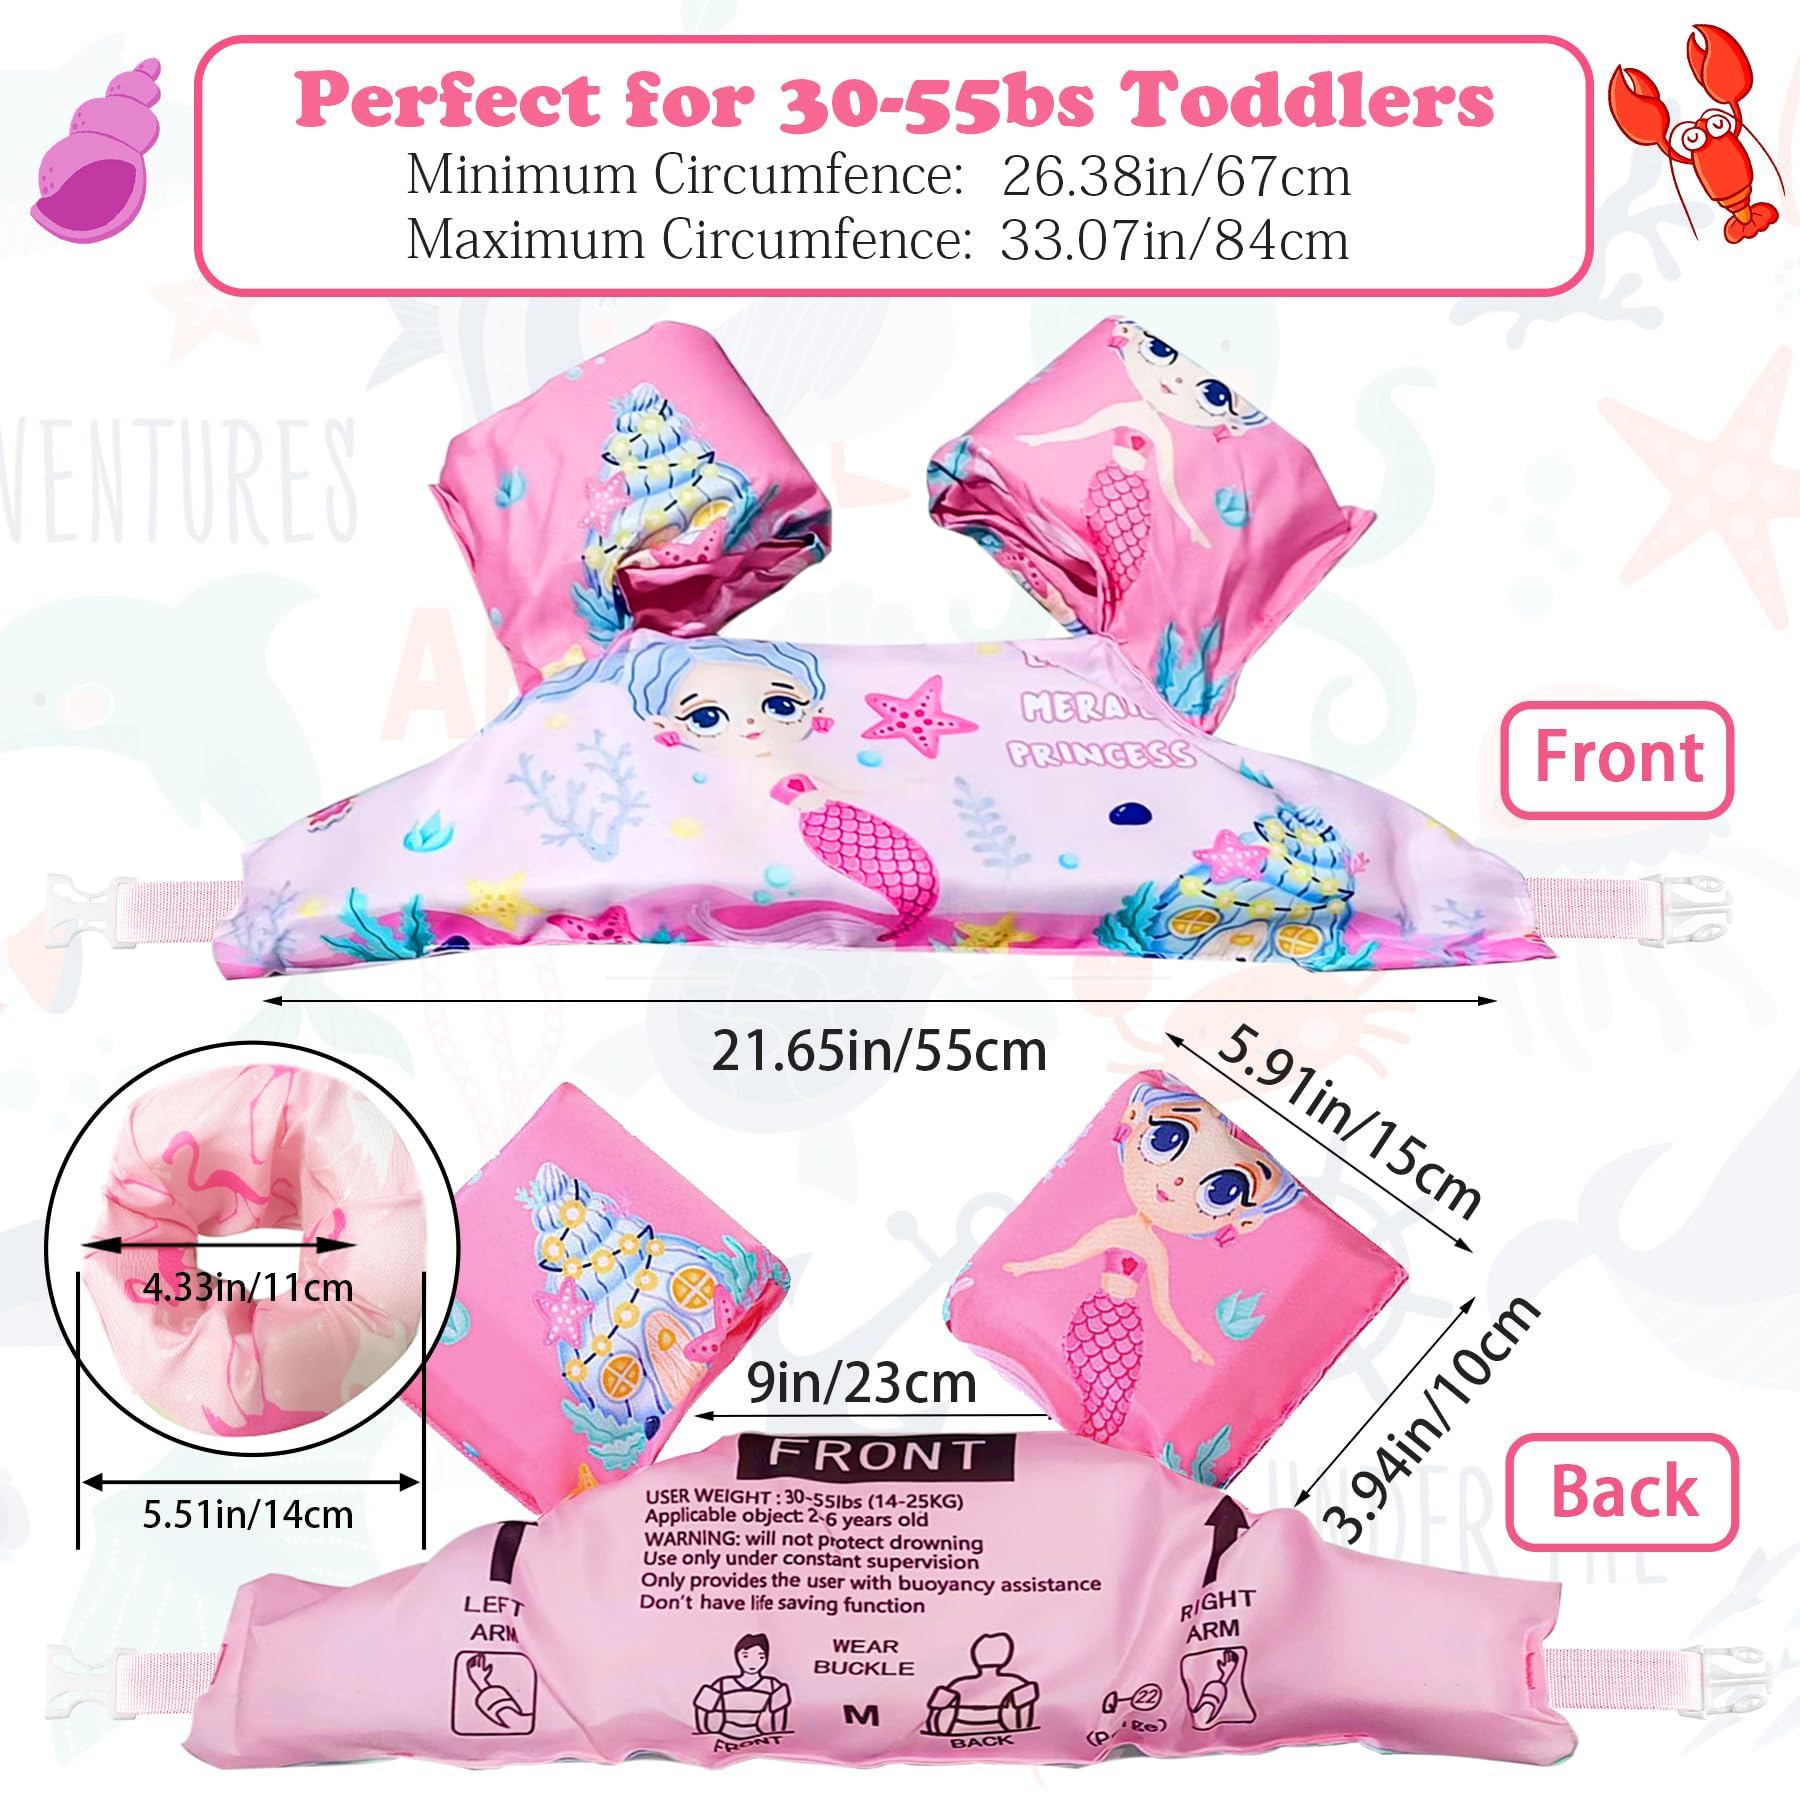 Perfect for 30-55bs Toddlers
Minimum Circumfence: 26.38in/67cm
Maximum Circumfence: 33.07in/84cm
VENTURES
PRINCESS
Front
21.65in/55cm
5.91in/15cm
4.33in/11cm
9in/23cm
3.94in/10cm
5.51in/14cm
Back
FRONT
USER WEIGHT : 30-55lbs (14-25KG)
Applicable object: 2-6 years old
WARNING: will not protect drowning
Use only under constant supervision
Only provides the user with buoyancy assistance
Don't have life saving function
LEFT
ARM
RIGHT
ARM
WEAR
BUCKLE
M
FRONT
BACK
22